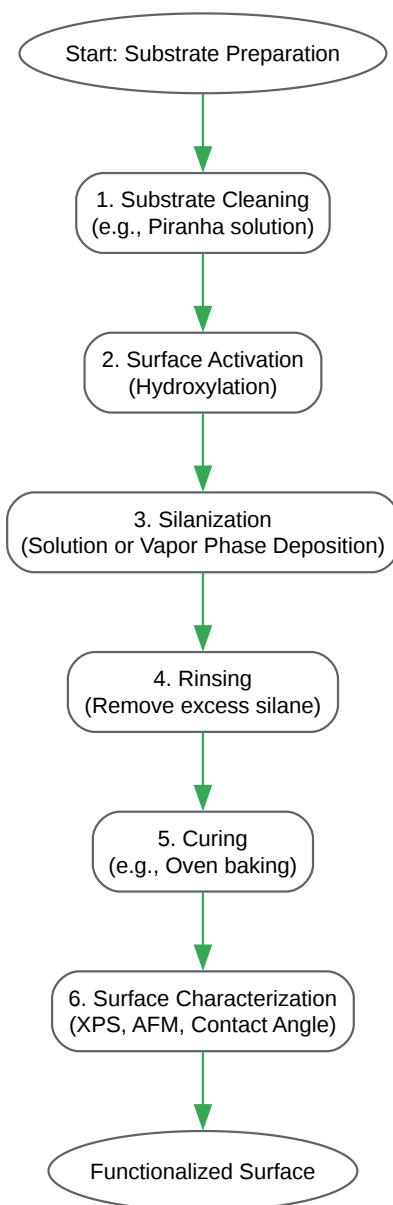 Start: Substrate Preparation
1. Substrate Cleaning
(e.g., Piranha solution)
2. Surface Activation
(Hydroxylation)
3. Silanization
(Solution or Vapor Phase Deposition)
4. Rinsing
(Remove excess silane)
5. Curing
(e.g., Oven baking)
6. Surface Characterization
(XPS, AFM, Contact Angle)
Functionalized Surface